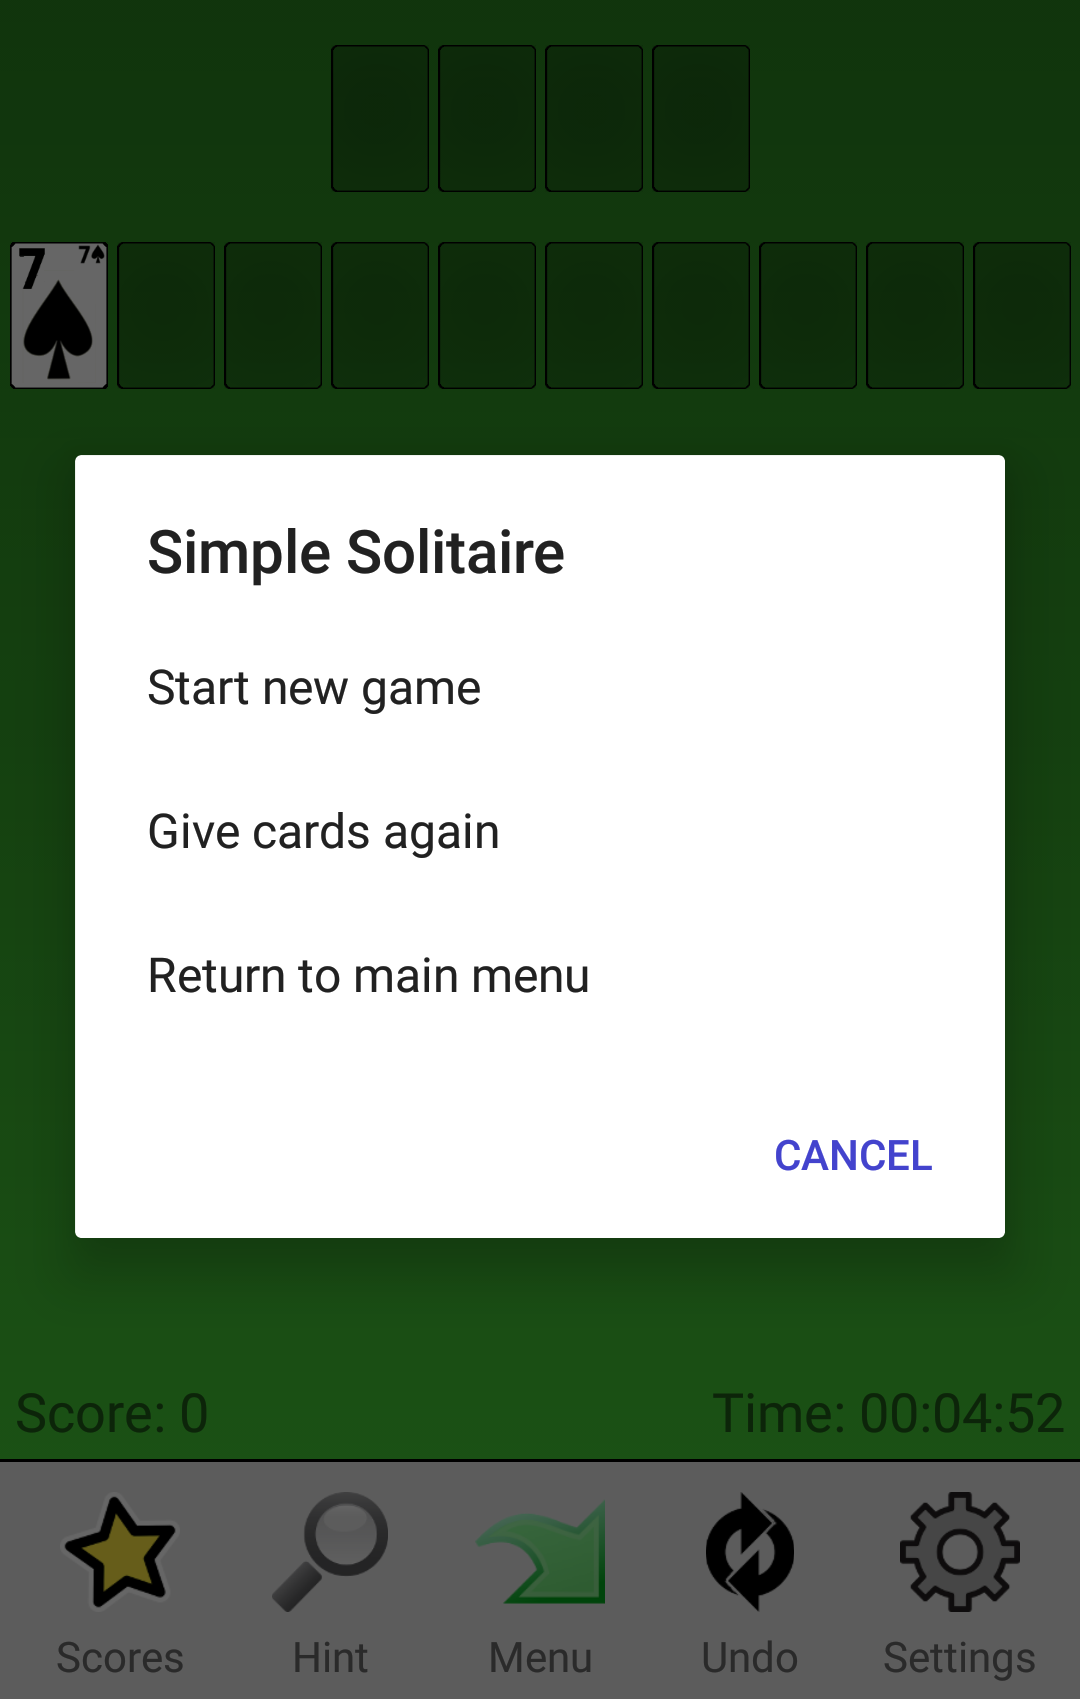 7 7♠
Simple Solitaire
Start new game
Give cards again
Return to main menu
CANCEL
Score: 0 Time: 00:04:52
Scores Hint Menu Undo Settings